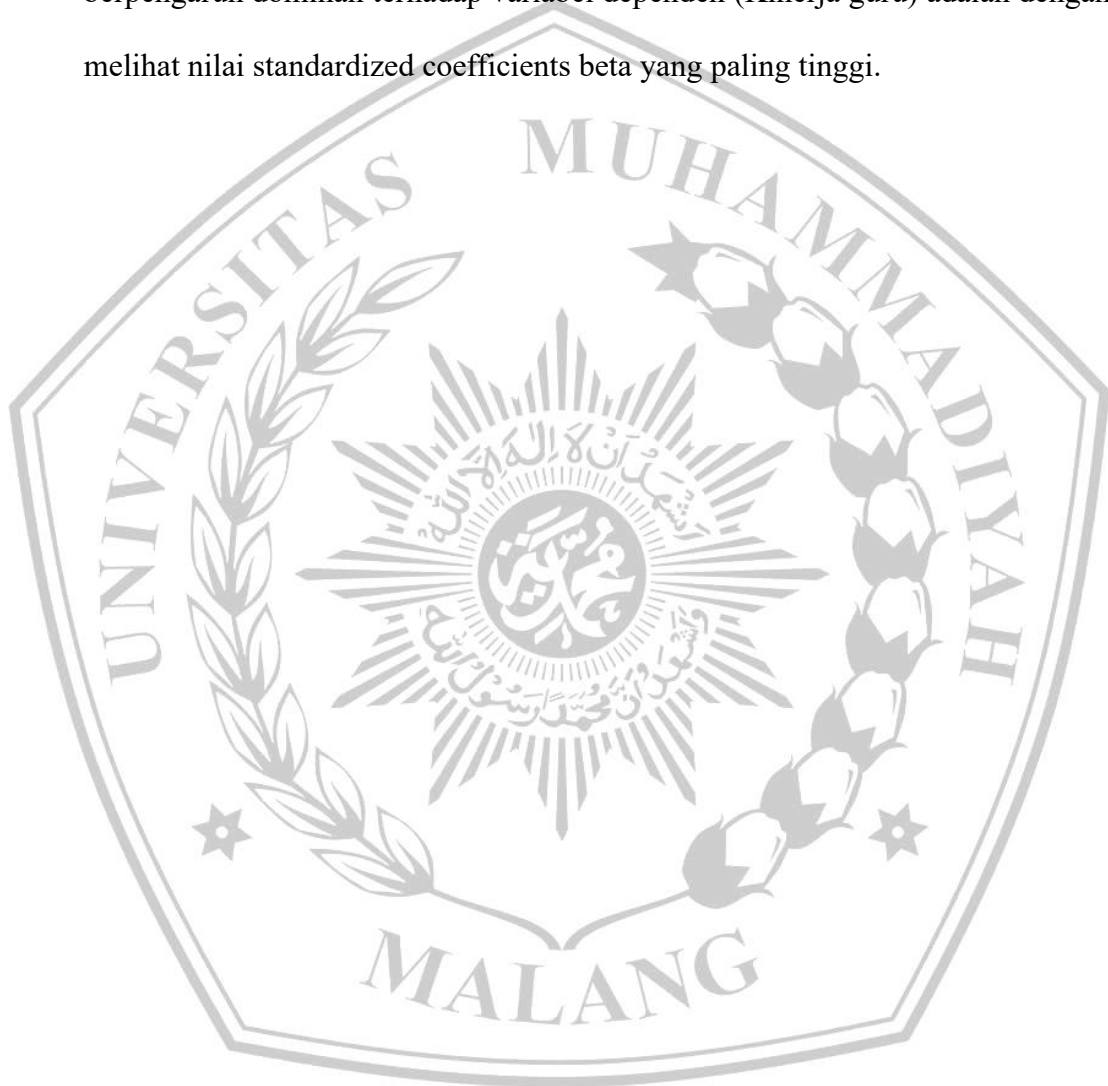 berpengaruh dominan terhadap variabel dependen (Kinerja guru) adalah dengan
melihat nilai standardized coefficients beta yang paling tinggi.
UNIVERSITAS MUHAMMADIYAH
MALANG